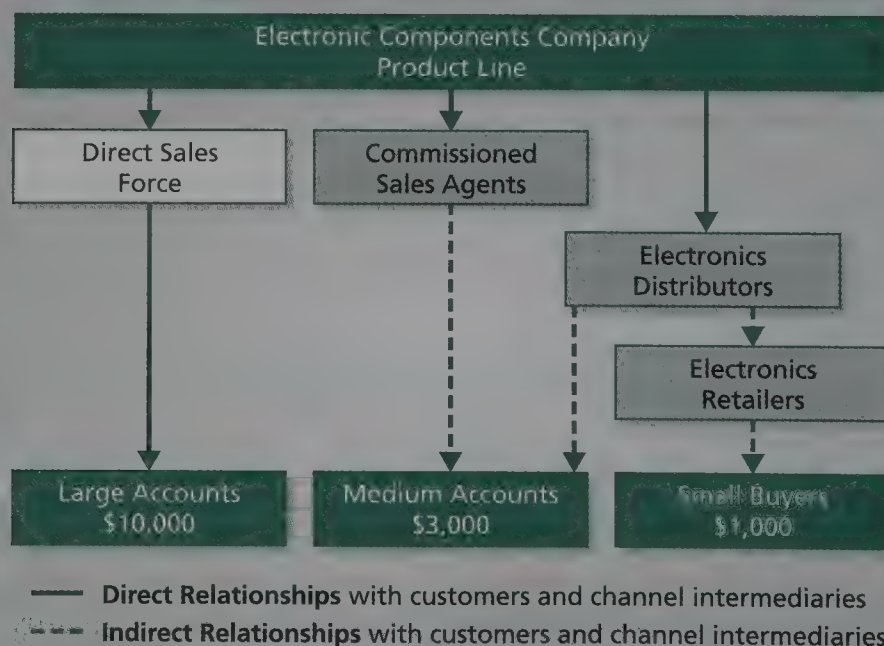 Electronic Components Company
Product Line
Direct Sales
Force
Commissioned
Sales Agents
Electronics
Distributors
Electronics
Retailers
Large Accounts
$10,000
Medium Accounts
$3,000
Small Buyers
$1,000
Direct Relationships with customers and channel intermediaries
Indirect Relationships with customers and channel intermediaries